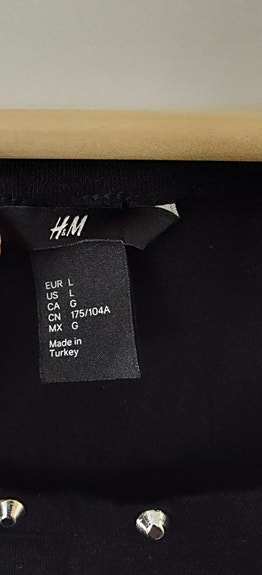 H&M
EUR L
US L
CA G
CN 175/104A
MX G
Made in
Turkey